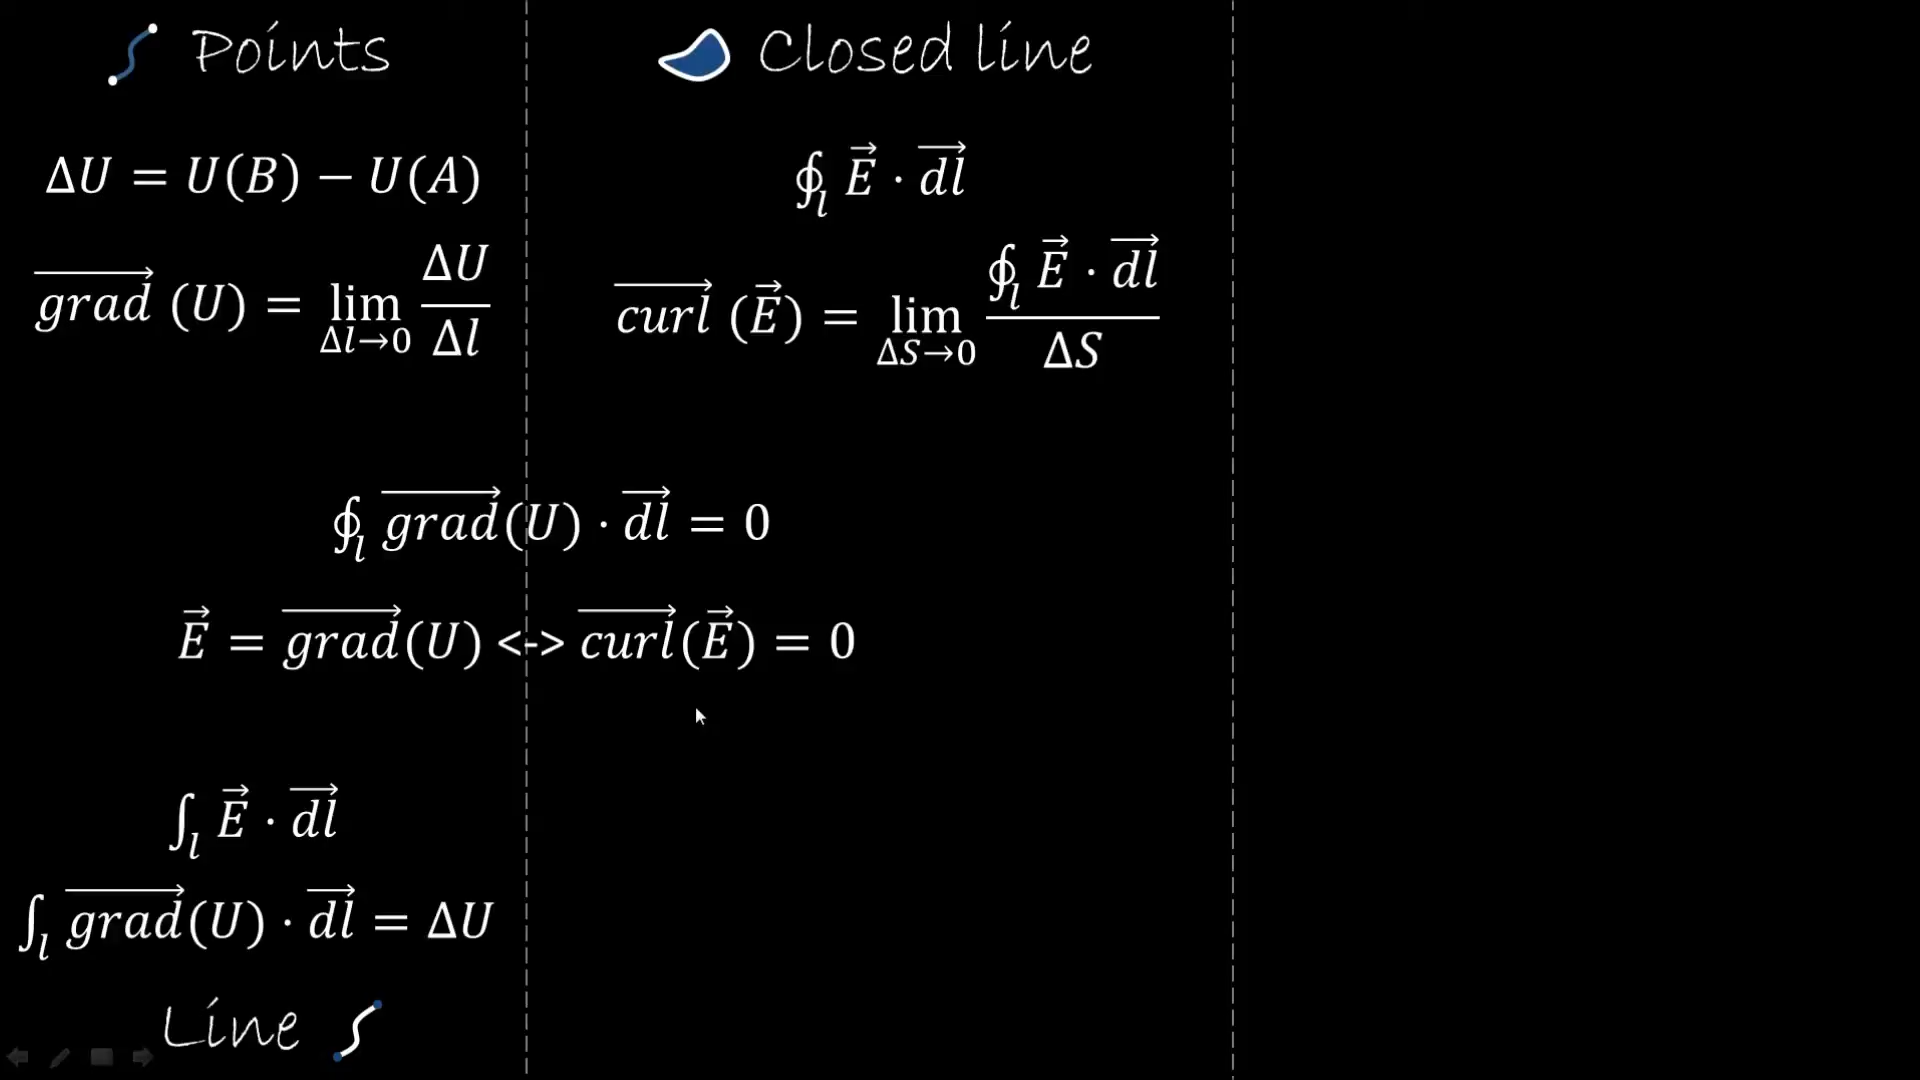 Points
ΔU = U(B) − U(A)
grad⃗ (U) = lim_{Δl→0} ΔU/Δl
Closed line
∮_l E⃗ · dl⃗
curl⃗ (E⃗) = lim_{ΔS→0} ∮_l E⃗ · dl⃗ / ΔS
∮_l grad⃗(U) · dl⃗ = 0
E⃗ = grad⃗(U) <-> curl⃗(E⃗) = 0
∫_l E⃗ · dl⃗
∫_l grad⃗(U) · dl⃗ = ΔU
Line